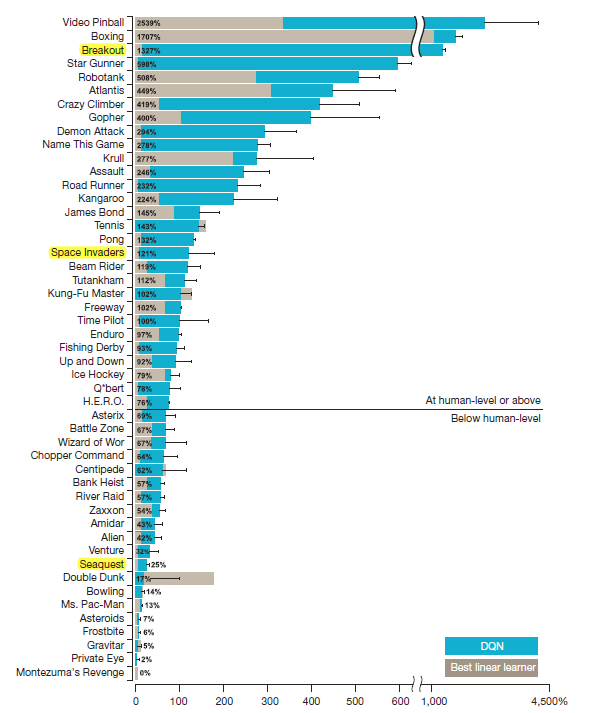 Video Pinball 2539%
Boxing 1707%
Breakout 1327%
Star Gunner 598%
Robotank 508%
Atlantis 449%
Crazy Climber 419%
Gopher 400%
Demon Attack 294%
Name This Game 278%
Krull 277%
Assault 246%
Road Runner 232%
Kangaroo 224%
James Bond 145%
Tennis 143%
Pong 132%
Space Invaders 121%
Beam Rider 119%
Tutankham 112%
Kung-Fu Master 102%
Freeway 102%
Time Pilot 100%
Enduro 97%
Fishing Derby 93%
Up and Down 92%
Ice Hockey 79%
Q*bert 78%
H.E.R.O. 76%
At human-level or above
Asterix 69%
Below human-level
Battle Zone 67%
Wizard of Wor 67%
Chopper Command 64%
Centipede 62%
Bank Heist 57%
River Raid 57%
Zaxxon 54%
Amidar 43%
Alien 42%
Venture 32%
Seaquest 25%
Double Dunk 17%
Bowling 14%
Ms. Pac-Man 13%
Asteroids 7%
Frostbite 6%
Gravitar 5%
Private Eye 2%
Montezuma's Revenge 0%
DQN
Best linear learner
0 100 200 300 400 500 600 1,000 4,500%